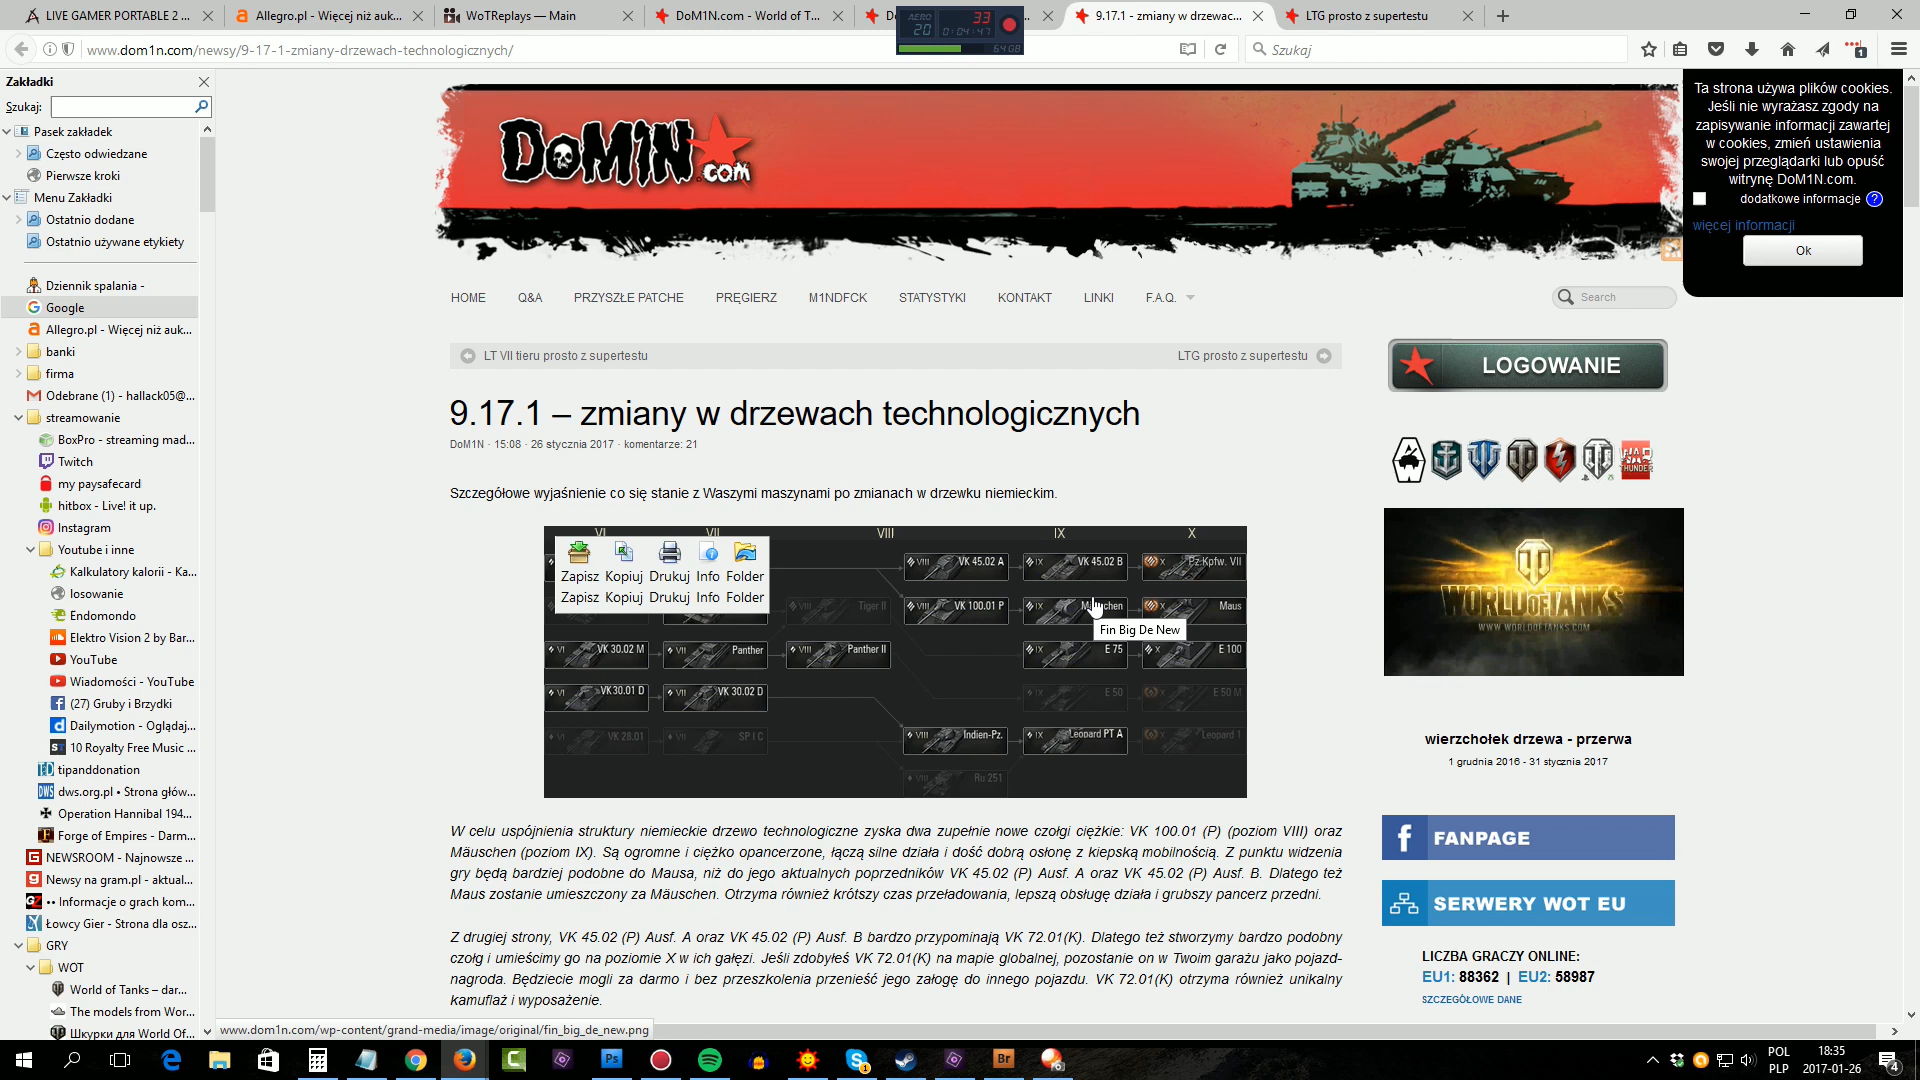 LIVE GAMER PORTABLE 2 ...
Allegro.pl - Więcej niż auk...
WoTReplays — Main
DoM1N.com - World of T...
9.17.1 - zmiany w drzewac...
LTG prosto z supertestu
AERO
20
33
0:04:47
64GB
www.dom1n.com/newsy/9-17-1-zmiany-drzewach-technologicznych/
Szukaj
Zakładki
Szukaj:
Pasek zakładek
Często odwiedzane
Pierwsze kroki
Menu Zakładki
Ostatnio dodane
Ostatnio używane etykiety
Dziennik spalania -
Google
Allegro.pl - Więcej niż auk...
banki
firma
Odebrane (1) - hallack05@...
streamowanie
BoxPro - streaming mad...
Twitch
my paysafecard
hitbox - Live! it up.
Instagram
Youtube i inne
Kalkulatory kalorii - Ka...
losowanie
Endomondo
Elektro Vision 2 by Bar...
YouTube
Wiadomości - YouTube
(27) Gruby i Brzydki
Dailymotion - Oglądaj...
10 Royalty Free Music ...
tipanddonation
dws.org.pl • Strona głów...
Operation Hannibal 194...
Forge of Empires - Darm...
NEWSROOM - Najnowsze ...
Newsy na gram.pl - aktual...
•• Informacje o grach kom...
Łowcy Gier - Strona dla osz...
GRY
WOT
World of Tanks – dar...
The models from Wor...
Шкурки для World Of...
DoM1N.com
Ta strona używa plików cookies.
Jeśli nie wyrażasz zgody na
zapisywanie informacji zawartej
w cookies, zmień ustawienia
swojej przeglądarki lub opuść
witrynę DoM1N.com.
dodatkowe informacje ?
więcej informacji
Ok
HOME
Q&A
PRZYSZŁE PATCHE
PRĘGIERZ
M1NDFCK
STATYSTYKI
KONTAKT
LINKI
F.A.Q.
Search
LT VII tieru prosto z supertestu
LTG prosto z supertestu
9.17.1 – zmiany w drzewach technologicznych
DoM1N · 15:08 · 26 stycznia 2017 · komentarze: 21
Szczegółowe wyjaśnienie co się stanie z Waszymi maszynami po zmianach w drzewku niemieckim.
VI VII VIII IX X
Zapisz Kopiuj Drukuj Info Folder
Zapisz Kopiuj Drukuj Info Folder
VIII VK 45.02 A
IX VK 45.02 B
Pz.Kpfw. VII
VIII Tiger II
VIII VK 100.01 P
IX
X Maus
Fin Big De New
VI VK 30.02 M
VII Panther
VIII Panther II
IX E 75
X E 100
VI VK 30.01 D
VII VK 30.02 D
IX E 50
X E 50 M
VI VK 28.01
VII SP I C
VIII Indien-Pz.
IX Leopard PT A
X Leopard 1
VIII Ru 251
W celu uspójnienia struktury niemieckie drzewo technologiczne zyska dwa zupełnie nowe czołgi ciężkie: VK 100.01 (P) (poziom VIII) oraz
Mäuschen (poziom IX). Są ogromne i ciężko opancerzone, łączą silne działa i dość dobrą osłonę z kiepską mobilnością. Z punktu widzenia
gry będą bardziej podobne do Mausa, niż do jego aktualnych poprzedników VK 45.02 (P) Ausf. A oraz VK 45.02 (P) Ausf. B. Dlatego też
Maus zostanie umieszczony za Mäuschen. Otrzyma również krótszy czas przeładowania, lepszą obsługę działa i grubszy pancerz przedni.
Z drugiej strony, VK 45.02 (P) Ausf. A oraz VK 45.02 (P) Ausf. B bardzo przypominają VK 72.01(K). Dlatego też stworzymy bardzo podobny
czołg i umieścimy go na poziomie X w ich gałęzi. Jeśli zdobyłeś VK 72.01(K) na mapie globalnej, pozostanie on w Twoim garażu jako pojazd-
nagroda. Będziecie mogli za darmo i bez przeszkolenia przenieść jego załogę do innego pojazdu. VK 72.01(K) otrzyma również unikalny
kamuflaż i wyposażenie.
LOGOWANIE
WAR THUNDER
WORLD OF TANKS
WWW.WORLDOFTANKS.COM
wierzchołek drzewa - przerwa
1 grudnia 2016 - 31 stycznia 2017
FANPAGE
SERWERY WOT EU
LICZBA GRACZY ONLINE:
EU1: 88362 | EU2: 58987
SZCZEGÓŁOWE DANE
www.dom1n.com/wp-content/grand-media/image/original/fin_big_de_new.png
Ps
Br
1
POL
PLP
18:35
2017-01-26
4